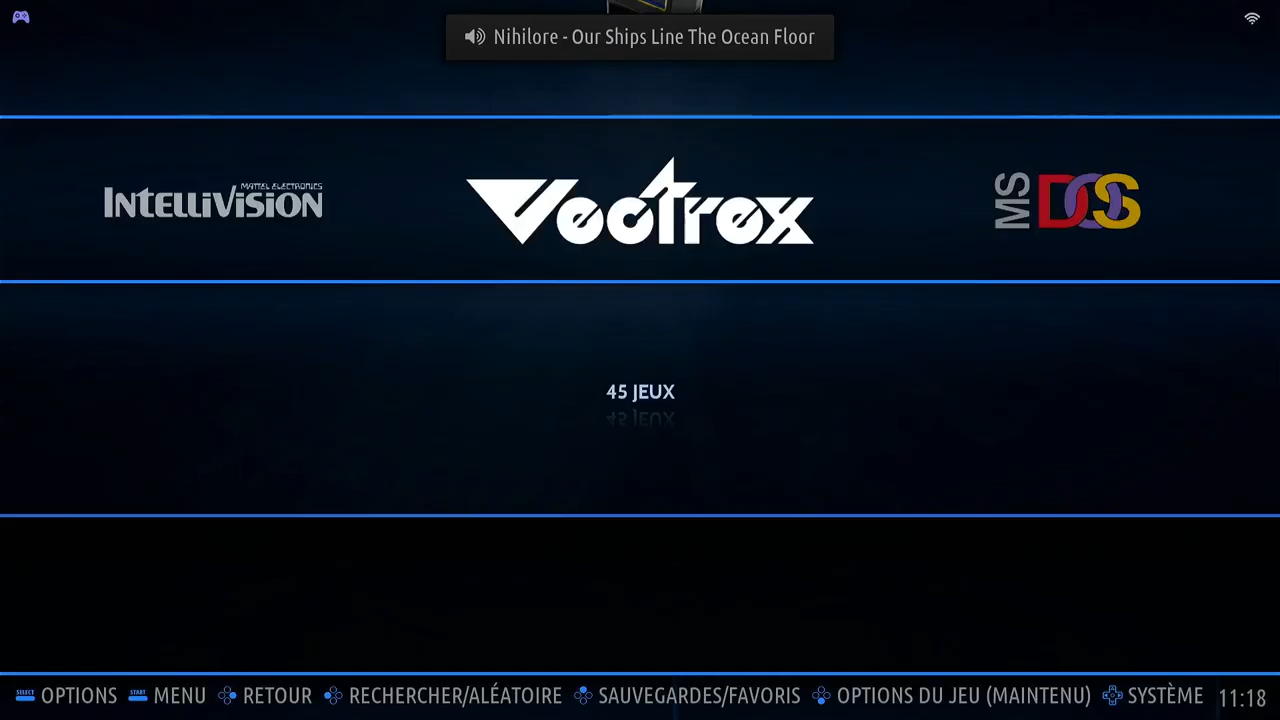 Nihilore - Our Ships Line The Ocean Floor
MATTEL ELECTRONICS
INTELLIVISION
Vectrex
MS DOS
45 JEUX
SELECT OPTIONS START MENU RETOUR RECHERCHER/ALÉATOIRE SAUVEGARDES/FAVORIS OPTIONS DU JEU (MAINTENU) SYSTÈME 11:18